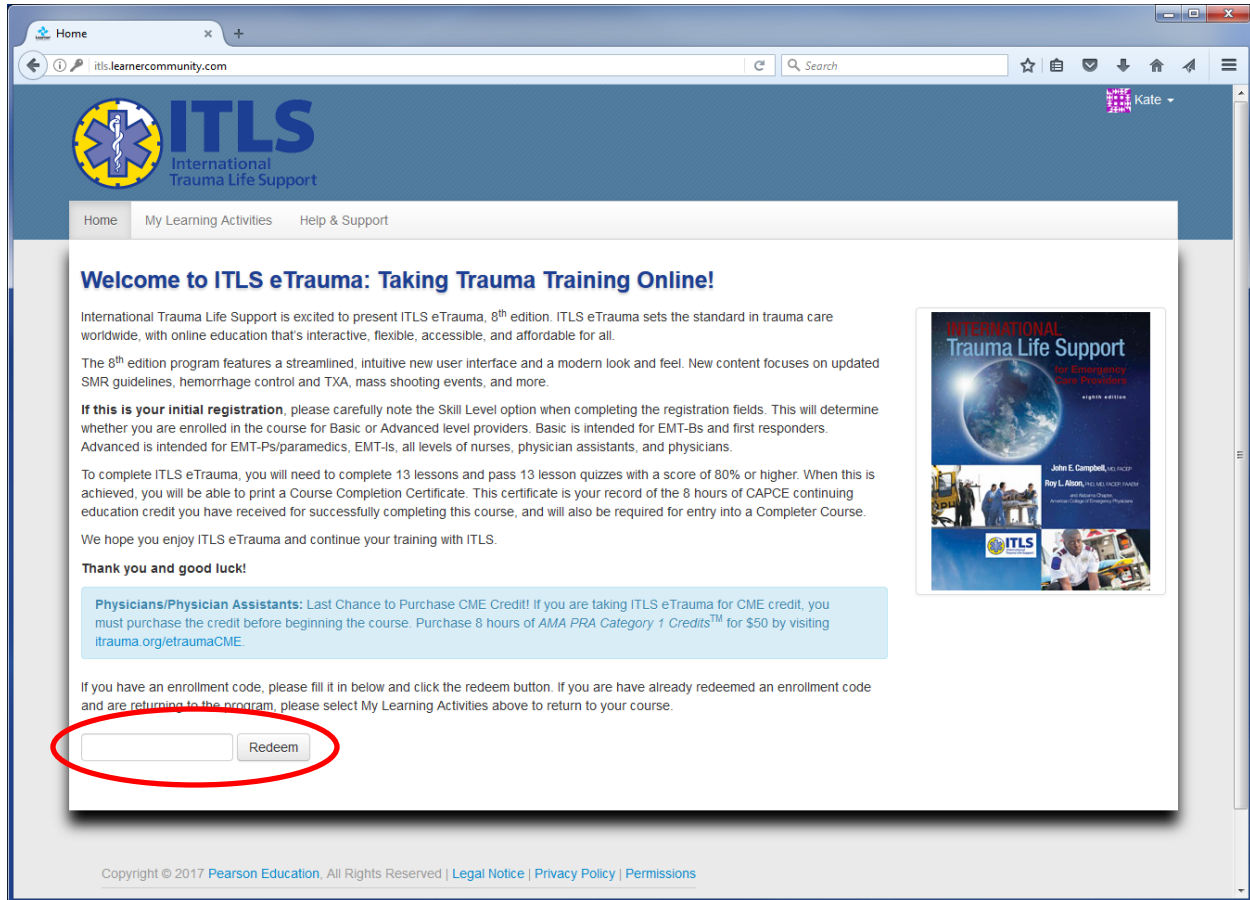 Home
itls.learnercommunity.com
Search
Kate
ITLS
International
Trauma Life Support
Home My Learning Activities Help & Support
Welcome to ITLS eTrauma: Taking Trauma Training Online!
International Trauma Life Support is excited to present ITLS eTrauma, 8th edition. ITLS eTrauma sets the standard in trauma care
worldwide, with online education that's interactive, flexible, accessible, and affordable for all.
The 8th edition program features a streamlined, intuitive new user interface and a modern look and feel. New content focuses on updated
SMR guidelines, hemorrhage control and TXA, mass shooting events, and more.
If this is your initial registration, please carefully note the Skill Level option when completing the registration fields. This will determine
whether you are enrolled in the course for Basic or Advanced level providers. Basic is intended for EMT-Bs and first responders.
Advanced is intended for EMT-Ps/paramedics, EMT-Is, all levels of nurses, physician assistants, and physicians.
To complete ITLS eTrauma, you will need to complete 13 lessons and pass 13 lesson quizzes with a score of 80% or higher. When this is
achieved, you will be able to print a Course Completion Certificate. This certificate is your record of the 8 hours of CAPCE continuing
education credit you have received for successfully completing this course, and will also be required for entry into a Completer Course.
We hope you enjoy ITLS eTrauma and continue your training with ITLS.
Thank you and good luck!
Physicians/Physician Assistants: Last Chance to Purchase CME Credit! If you are taking ITLS eTrauma for CME credit, you
must purchase the credit before beginning the course. Purchase 8 hours of AMA PRA Category 1 Credits™ for $50 by visiting
itrauma.org/etraumaCME.
If you have an enrollment code, please fill it in below and click the redeem button. If you are have already redeemed an enrollment code
and are returning to the program, please select My Learning Activities above to return to your course.
Redeem
INTERNATIONAL
Trauma Life Support
for Emergency
Care Providers
eighth edition
John E. Campbell, MD, FACEP
Roy L. Alson, PHD, MD, FACEP, FAAEM
and Alabama Chapter,
American College of Emergency Physicians
ITLS
Copyright © 2017 Pearson Education, All Rights Reserved | Legal Notice | Privacy Policy | Permissions